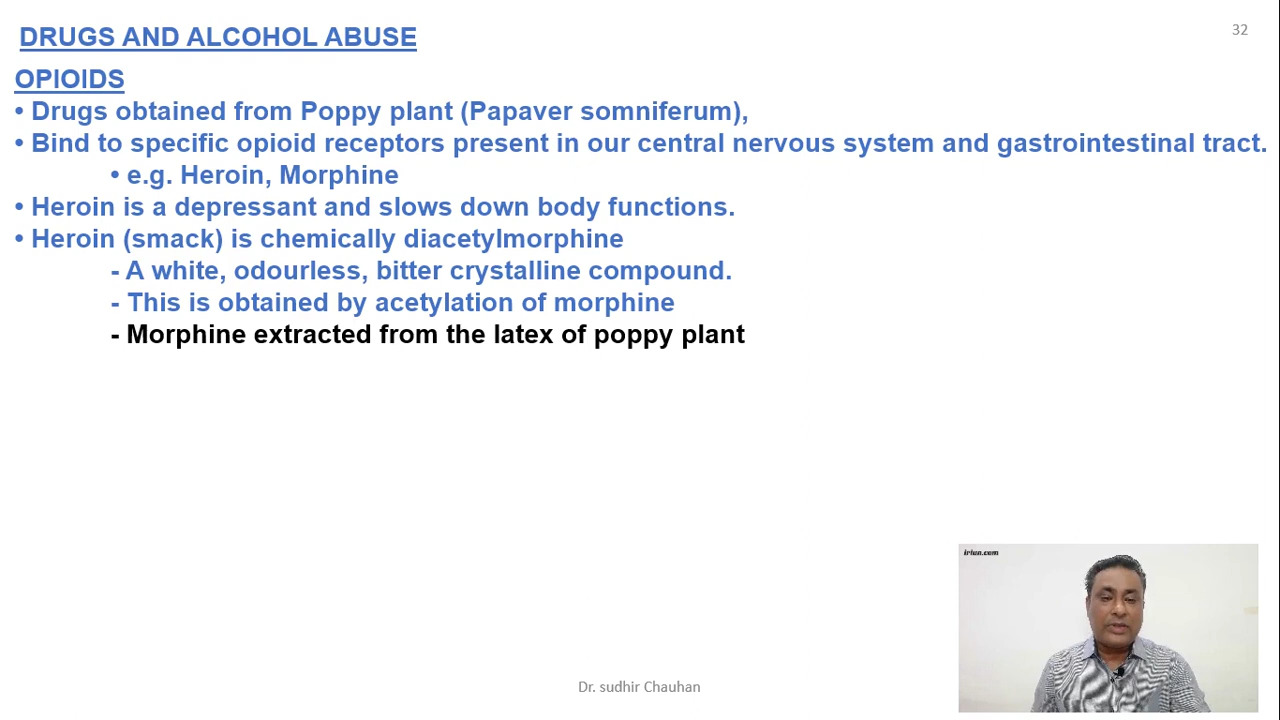 DRUGS AND ALCOHOL ABUSE
32
OPIOIDS
• Drugs obtained from Poppy plant (Papaver somniferum),
• Bind to specific opioid receptors present in our central nervous system and gastrointestinal tract.
• e.g. Heroin, Morphine
• Heroin is a depressant and slows down body functions.
• Heroin (smack) is chemically diacetylmorphine
- A white, odourless, bitter crystalline compound.
- This is obtained by acetylation of morphine
- Morphine extracted from the latex of poppy plant
iriun.com
Dr. sudhir Chauhan